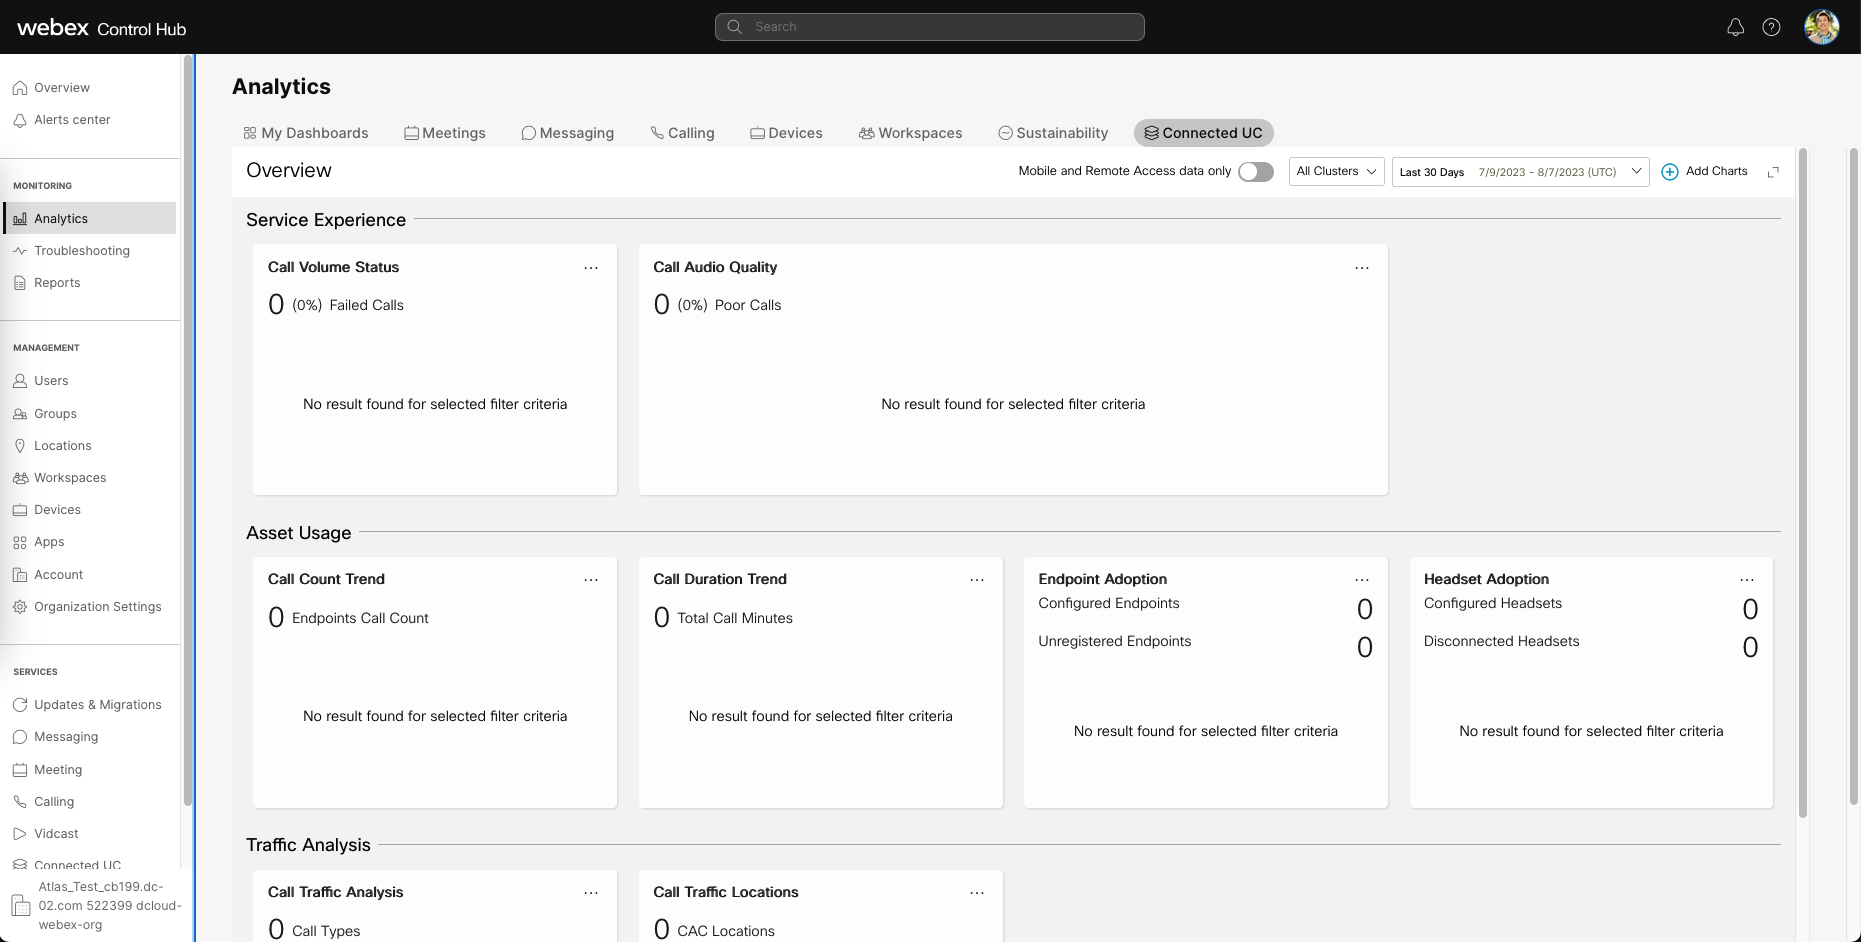 webex Control Hub
Search
Overview
Alerts center
MONITORING
Analytics
Troubleshooting
Reports
MANAGEMENT
Users
Groups
Locations
Workspaces
Devices
Apps
Account
Organization Settings
SERVICES
Updates & Migrations
Messaging
Meeting
Calling
Vidcast
Connected UC
Atlas_Test_cb199.dc-
02.com 522399 dcloud-
webex-org
Analytics
My Dashboards Meetings Messaging Calling Devices Workspaces Sustainability Connected UC
Overview
Mobile and Remote Access data only All Clusters Last 30 Days 7/9/2023 - 8/7/2023 (UTC) Add Charts
Service Experience
Call Volume Status
0 (0%) Failed Calls
No result found for selected filter criteria
Call Audio Quality
0 (0%) Poor Calls
No result found for selected filter criteria
Asset Usage
Call Count Trend
0 Endpoints Call Count
No result found for selected filter criteria
Call Duration Trend
0 Total Call Minutes
No result found for selected filter criteria
Endpoint Adoption
Configured Endpoints 0
Unregistered Endpoints 0
No result found for selected filter criteria
Headset Adoption
Configured Headsets 0
Disconnected Headsets 0
No result found for selected filter criteria
Traffic Analysis
Call Traffic Analysis
0 Call Types
Call Traffic Locations
0 CAC Locations